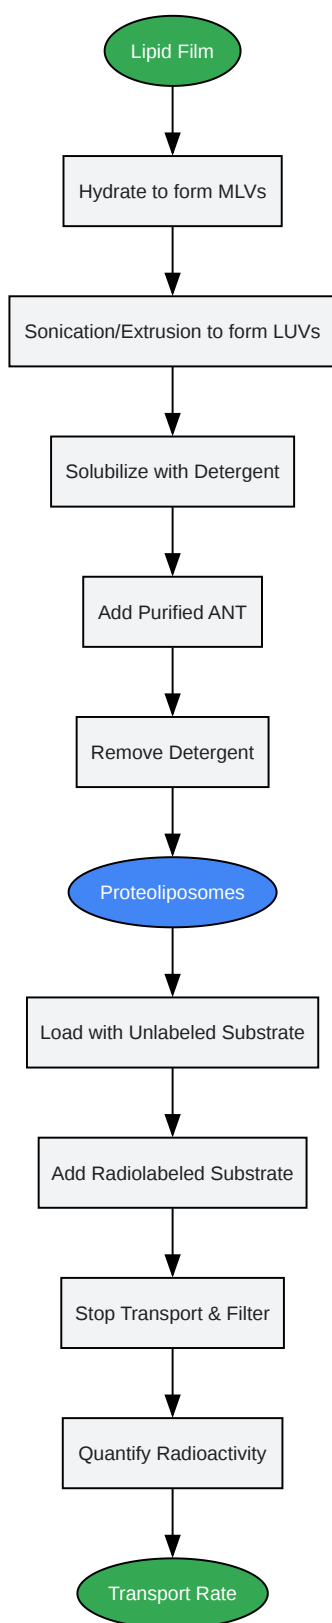 Lipid Film
Hydrate to form MLVs
Sonication/Extrusion to form LUVs
Solubilize with Detergent
Add Purified ANT
Remove Detergent
Proteoliposomes
Load with Unlabeled Substrate
Add Radiolabeled Substrate
Stop Transport & Filter
Quantify Radioactivity
Transport Rate